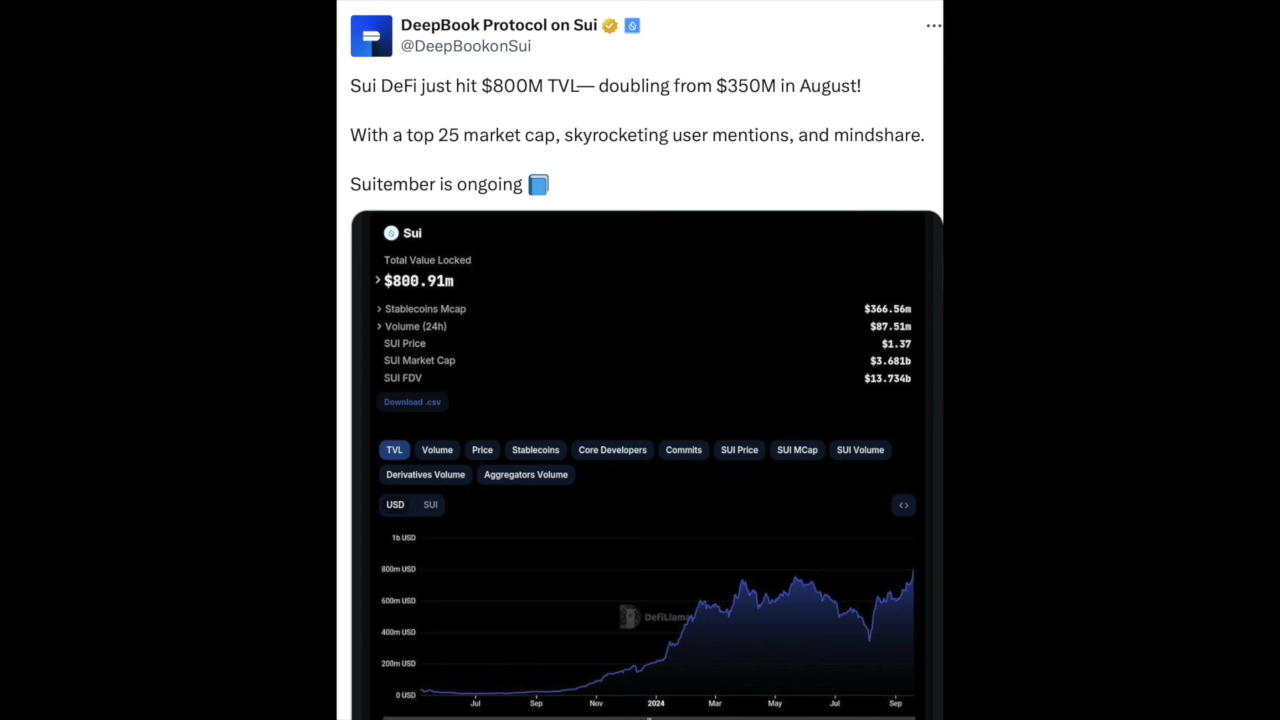 DeepBook Protocol on Sui
@DeepBookonSui
Sui DeFi just hit $800M TVL— doubling from $350M in August!
With a top 25 market cap, skyrocketing user mentions, and mindshare.
Suitember is ongoing 📘
Sui
Total Value Locked
$800.91m
Stablecoins Mcap $366.56m
Volume (24h) $87.51m
SUI Price $1.37
SUI Market Cap $3.681b
SUI FDV $13.734b
Download .csv
TVL Volume Price Stablecoins Core Developers Commits SUI Price SUI MCap SUI Volume
Derivatives Volume Aggregators Volume
USD SUI
1b USD
800m USD
600m USD
DefiLlama
400m USD
200m USD
0 USD
Jul Sep Nov 2024 Mar May Jul Sep